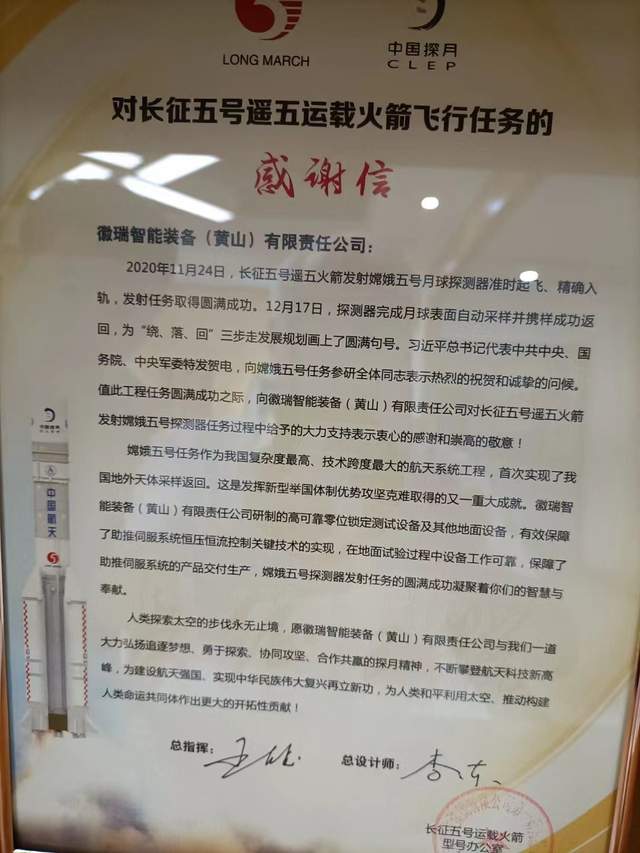 LONG MARCH
中国探月
CLEP
对长征五号遥五运载火箭飞行任务的
感谢信
徽瑞智能装备（黄山）有限责任公司：
2020年11月24日，长征五号遥五火箭发射嫦娥五号月球探测器准时起飞、精确入
轨，发射任务取得圆满成功。12月17日，探测器完成月球表面自动采样并携样成功返
回，为“绕、落、回”三步走发展规划画上了圆满句号。习近平总书记代表中共中央、国
务院、中央军委特发贺电，向嫦娥五号任务参研全体同志表示热烈的祝贺和诚挚的问候。
值此工程任务圆满成功之际，向徽瑞智能装备（黄山）有限责任公司对长征五号遥五火箭
发射嫦娥五号探测器任务过程中给予的大力支持表示衷心的感谢和崇高的敬意！
嫦娥五号任务作为我国复杂度最高、技术跨度最大的航天系统工程，首次实现了我
国地外天体采样返回。这是发挥新型举国体制优势攻坚克难取得的又一重大成就。徽瑞智
能装备（黄山）有限责任公司研制的高可靠零位锁定测试设备及其他地面设备，有效保障
了助推伺服系统恒压恒流控制关键技术的实现，在地面试验过程中设备工作可靠，保障了
助推伺服系统的产品交付生产，嫦娥五号探测器发射任务的圆满成功凝聚着你们的智慧与
奉献。
人类探索太空的步伐永无止境，愿徽瑞智能装备（黄山）有限责任公司与我们一道
大力弘扬追逐梦想、勇于探索、协同攻坚、合作共赢的探月精神，不断攀登航天科技新高
峰，为建设航天强国、实现中华民族伟大复兴再立新功，为人类和平利用太空、推动构建
人类命运共同体作出更大的开拓性贡献！
总指挥：
总设计师：李东
长征五号运载火箭
型号办公室
中国探月
CLEP
中国航天